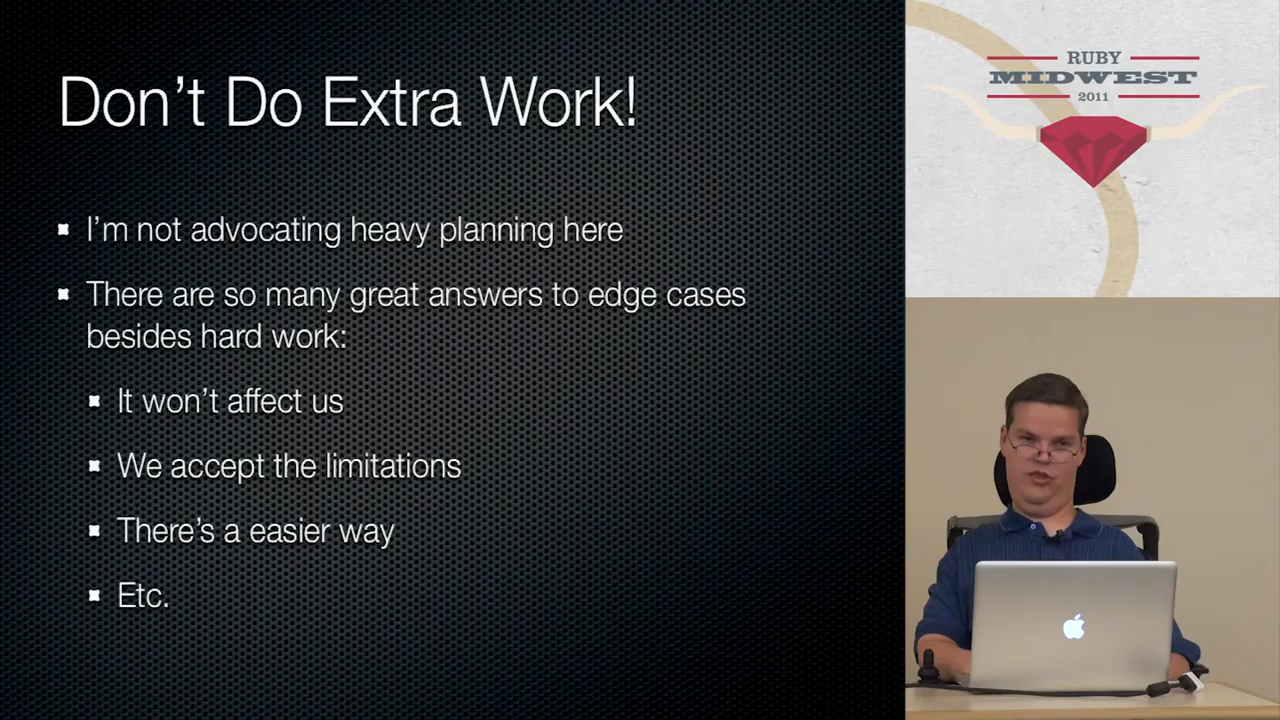 Don't Do Extra Work!
I'm not advocating heavy planning here
There are so many great answers to edge cases
besides hard work:
It won't affect us
We accept the limitations
There's a easier way
Etc.
RUBY
MIDWEST
2011